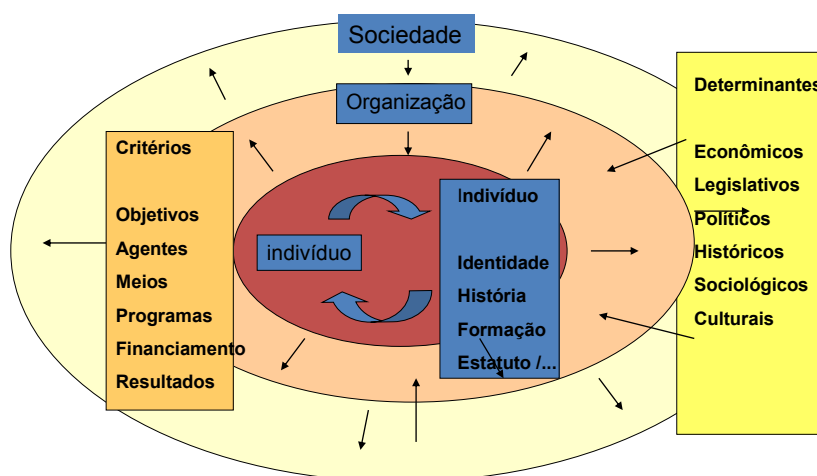 Sociedade
Organização
Critérios
Objetivos
Agentes
Meios
Programas
Financiamento
Resultados
indivíduo
Indivíduo
Identidade
História
Formação
Estatuto /...
Determinantes
Econômicos
Legislativos
Políticos
Históricos
Sociológicos
Culturais